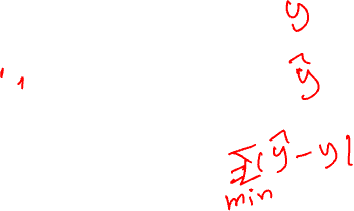 y
ŷ
Σ|ŷ - y|
min